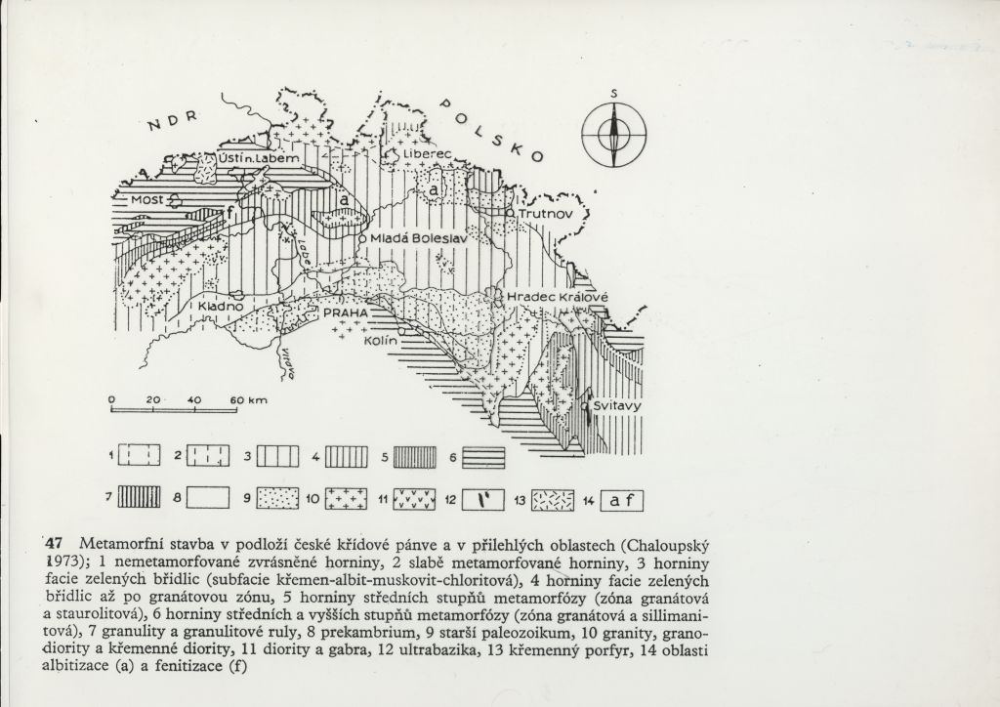 S
NDR
POLSKO
Ústí n. Labem
Liberec
a
a
Most
f
Trutnov
Mladá Boleslav
Labe
Hradec Králové
Kladno
PRAHA
Kolín
Vltava
Svitavy
0 20 40 60 km
1 2 3 4 5 6
7 8 9 10 11 12 13 14 a f
47 Metamorfní stavba v podloží české křídové pánve a v přilehlých oblastech (Chaloupský
1973); 1 nemetamorfované zvrásněné horniny, 2 slabě metamorfované horniny, 3 horniny
facie zelených břidlic (subfacie křemen-albit-muskovit-chloritová), 4 horniny facie zelených
břidlic až po granátovou zónu, 5 horniny středních stupňů metamorfózy (zóna granátová
a staurolitová), 6 horniny středních a vyšších stupňů metamorfózy (zóna granátová a sillimani-
tová), 7 granulity a granulitové ruly, 8 prekambrium, 9 starší paleozoikum, 10 granity, grano-
diority a křemenné diority, 11 diority a gabra, 12 ultrabazika, 13 křemenný porfyr, 14 oblasti
albitizace (a) a fenitizace (f)